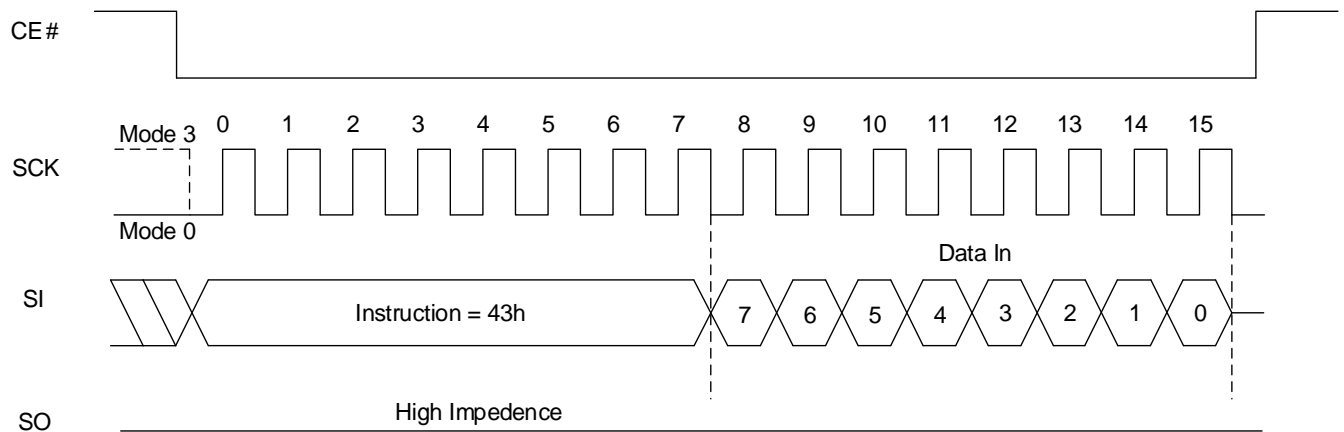 CE#
0 1 2 3 4 5 6 7 8 9 10 11 12 13 14 15
Mode 3
SCK
Mode 0
Data In
SI
Instruction = 43h
7 6 5 4 3 2 1 0
High Impedence
SO